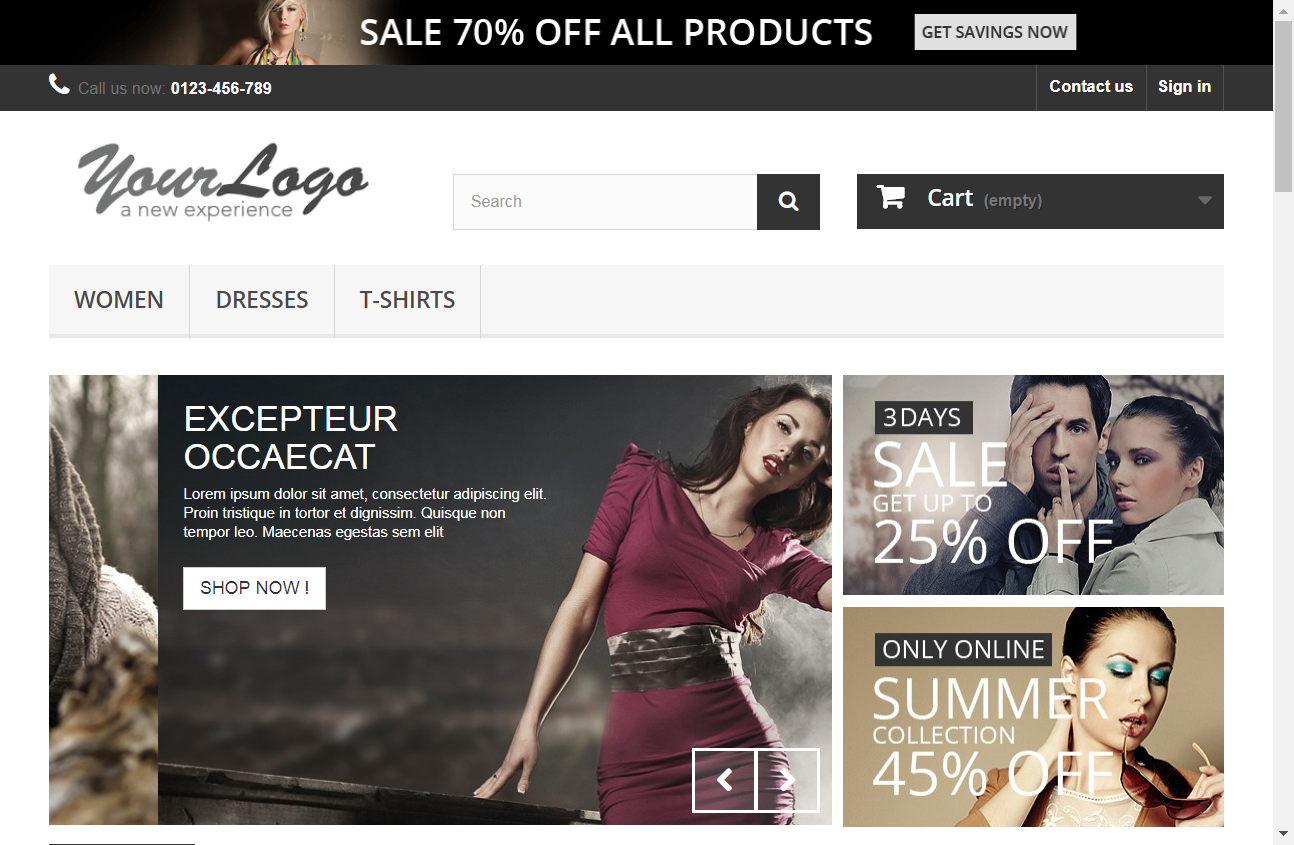 SALE 70% OFF ALL PRODUCTS
GET SAVINGS NOW
Call us now: 0123-456-789
Contact us
Sign in
YourLogo
a new experience
Search
Cart (empty)
WOMEN
DRESSES
T-SHIRTS
EXCEPTEUR
OCCAECAT
Lorem ipsum dolor sit amet, consectetur adipiscing elit.
Proin tristique in tortor et dignissim. Quisque non
tempor leo. Maecenas egestas sem elit
SHOP NOW !
3 DAYS
SALE
GET UP TO
25% OFF
ONLY ONLINE
SUMMER
COLLECTION
45% OFF